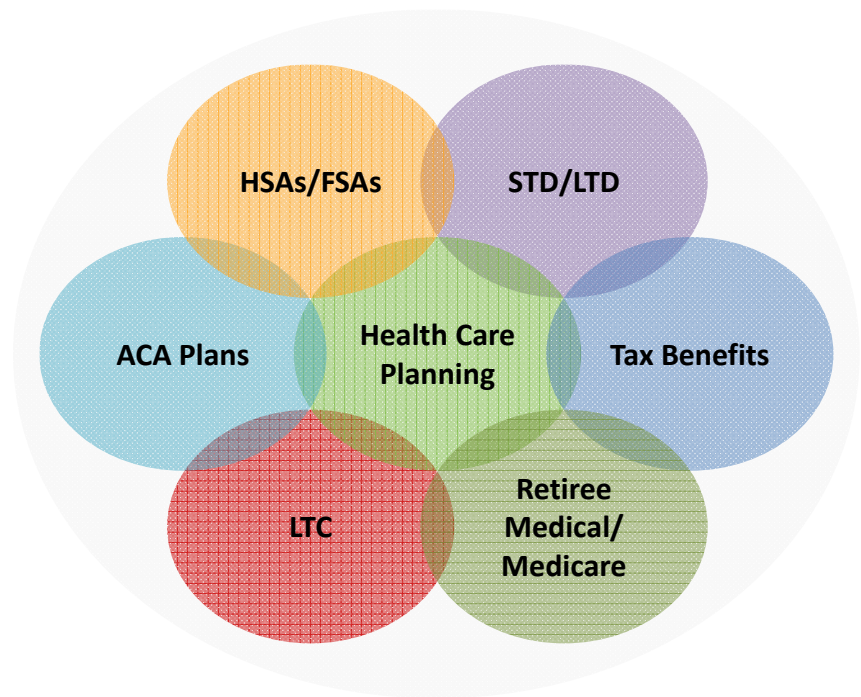 HSAs/FSAs
STD/LTD
ACA Plans
Health Care
Planning
Tax Benefits
LTC
Retiree
Medical/
Medicare